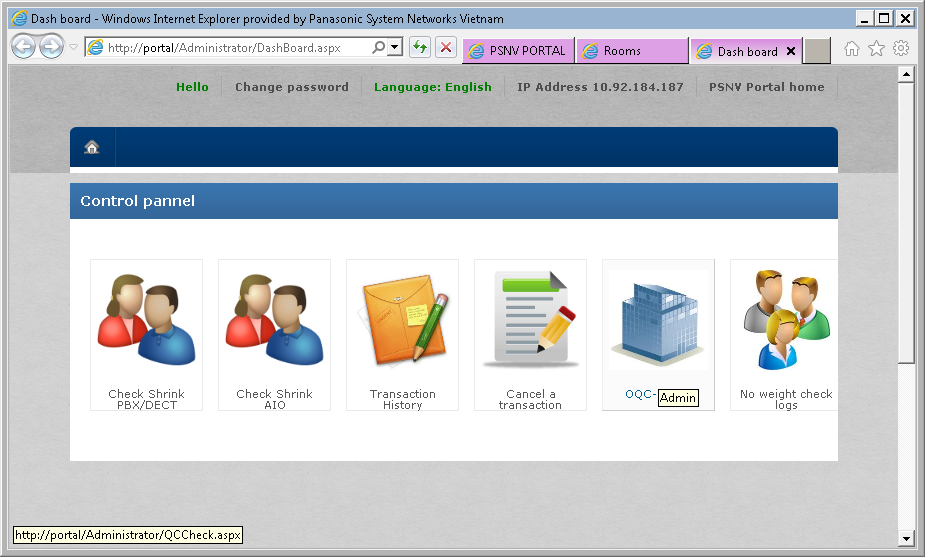 Dash board - Windows Internet Explorer provided by Panasonic System Networks Vietnam
http://portal/Administrator/DashBoard.aspx
PSNV PORTAL
Rooms
Dash board
Hello
Change password
Language: English
IP Address 10.92.184.187
PSNV Portal home
Control pannel
Check Shrink
PBX/DECT
Check Shrink
AIO
Transaction
History
Cancel a
transaction
OQC-
Admin
No weight check
logs
http://portal/Administrator/QCCheck.aspx